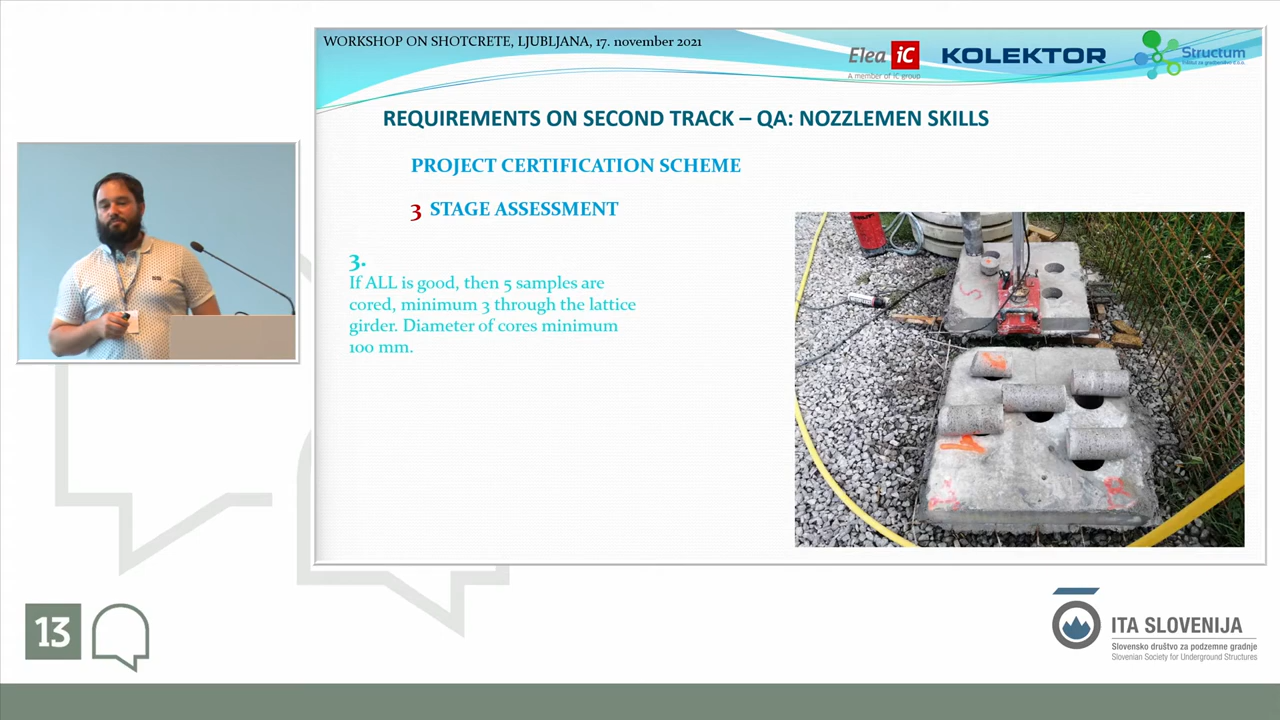 WORKSHOP ON SHOTCRETE, LJUBLJANA, 17. november 2021
Elea iC
A member of iC group
KOLEKTOR
Structum
REQUIREMENTS ON SECOND TRACK – QA: NOZZLEMEN SKILLS
PROJECT CERTIFICATION SCHEME
3 STAGE ASSESSMENT
3.
If ALL is good, then 5 samples are
cored, minimum 3 through the lattice
girder. Diameter of cores minimum
100 mm.
13
ITA SLOVENIJA
Slovensko društvo za podzemne gradnje
Slovenian Society for Underground Structures